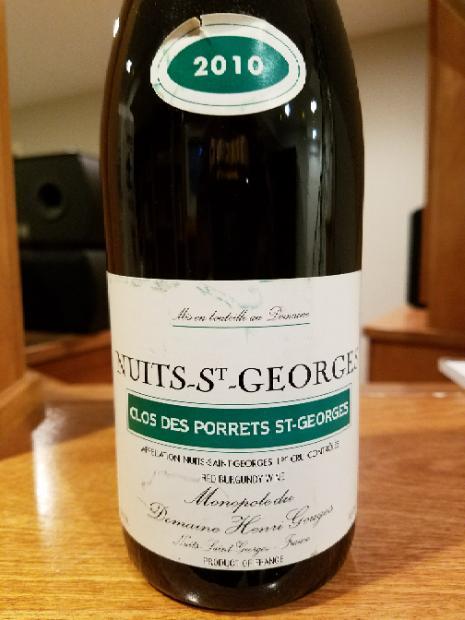 2010
Mis en bouteille au Domaine
NUITS-ST-GEORGES
CLOS DES PORRETS ST-GEORGES
APPELLATION NUITS-SAINT-GEORGES 1ER CRU CONTRÔLÉE
RED BURGUNDY WINE
Monopole du
Domaine Henri Gouges
Nuits-Saint-Georges - France
PRODUCT OF FRANCE